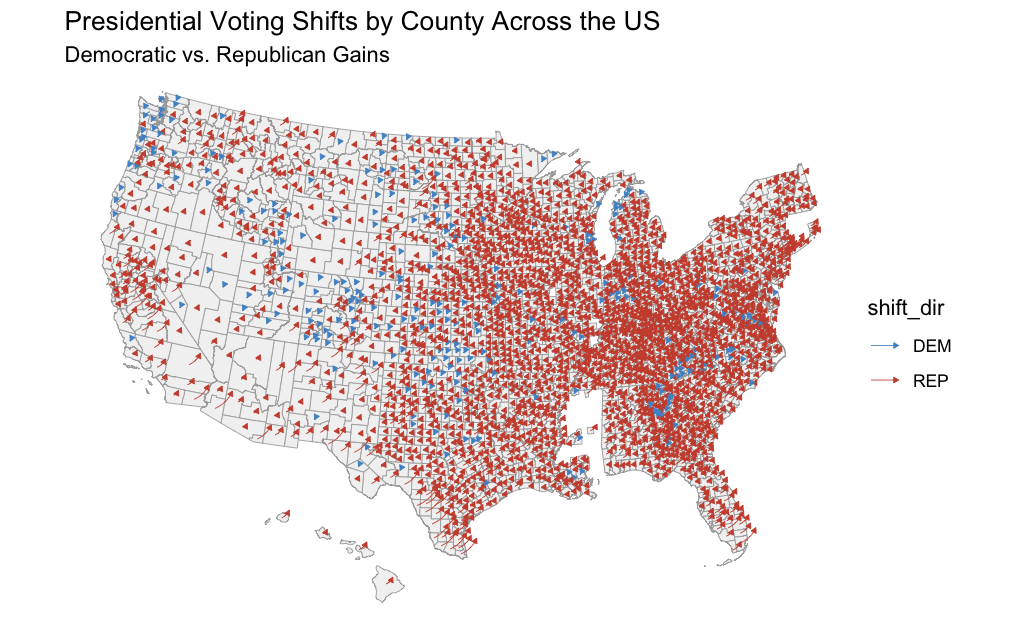 Presidential Voting Shifts by County Across the US
Democratic vs. Republican Gains
shift_dir
DEM
REP